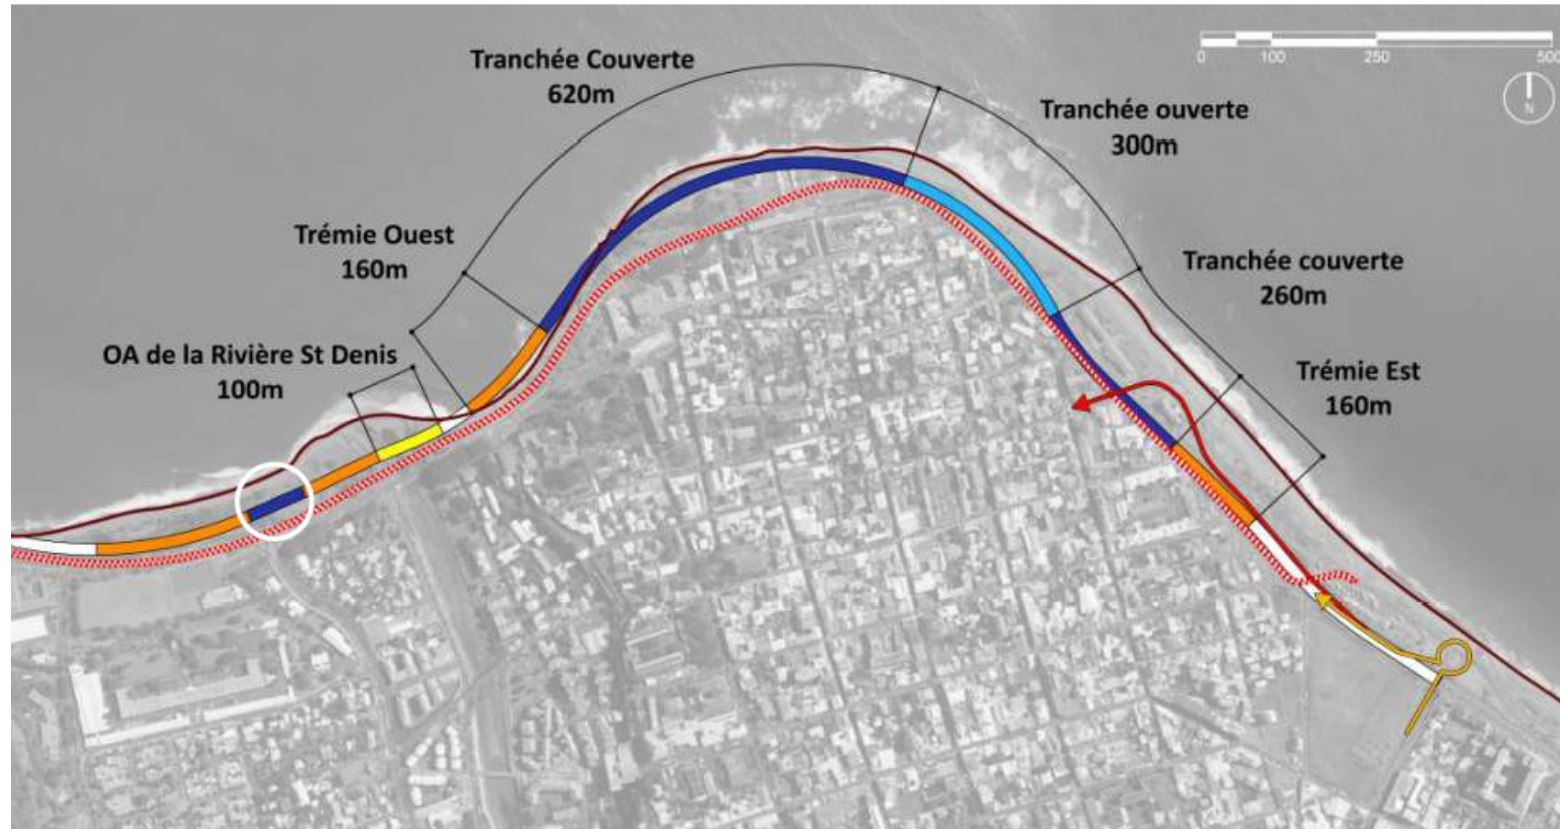 Tranchée Couverte
620m
0 100 250 500
N
Tranchée ouverte
300m
Trémie Ouest
160m
Tranchée couverte
260m
OA de la Rivière St Denis
100m
Trémie Est
160m